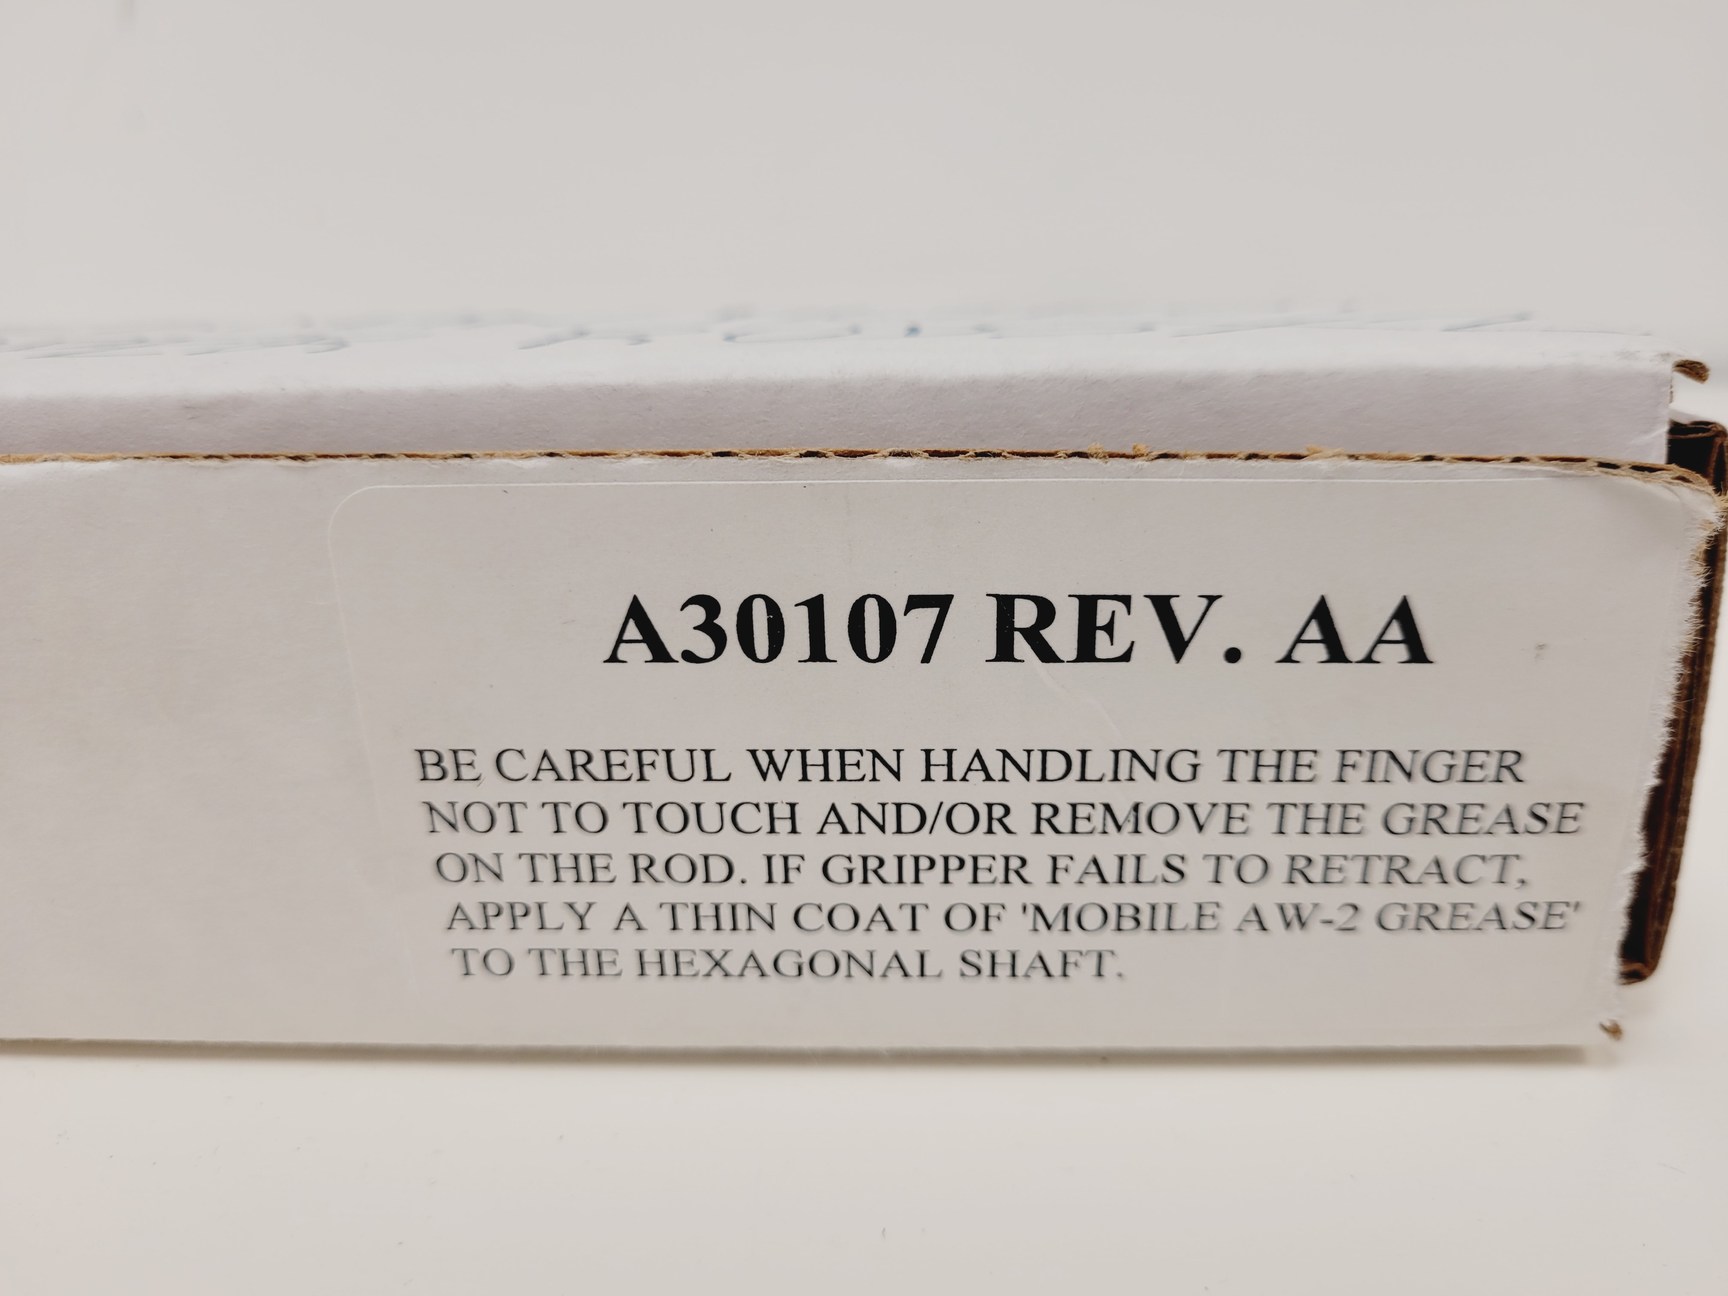 A30107 REV. AA
BE CAREFUL WHEN HANDLING THE FINGER
NOT TO TOUCH AND/OR REMOVE THE GREASE
ON THE ROD. IF GRIPPER FAILS TO RETRACT,
APPLY A THIN COAT OF 'MOBILE AW-2 GREASE'
TO THE HEXAGONAL SHAFT.